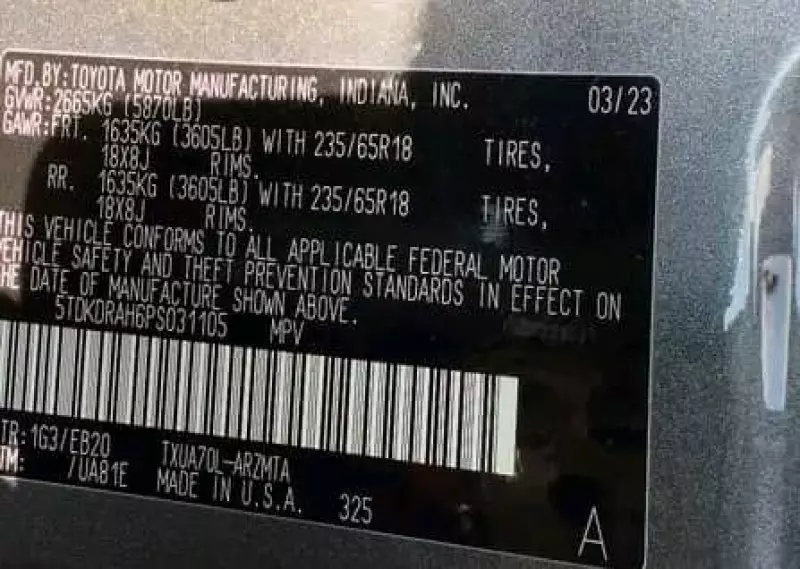 MFD.BY:TOYOTA MOTOR MANUFACTURING, INDIANA, INC. 03/23
GVWR:2665KG (5870LB)
GAWR:FRT. 1635KG (3605LB) WITH 235/65R18 TIRES,
18X8J RIMS.
RR. 1635KG (3605LB) WITH 235/65R18 TIRES,
18X8J RIMS.
THIS VEHICLE CONFORMS TO ALL APPLICABLE FEDERAL MOTOR
VEHICLE SAFETY AND THEFT PREVENTION STANDARDS IN EFFECT ON
THE DATE OF MANUFACTURE SHOWN ABOVE.
5TDKDRAH6PS031105 MPV
TR:1G3/EB20 TXUA70L-ARZMTA
TM: /UA81E MADE IN U.S.A. 325
A